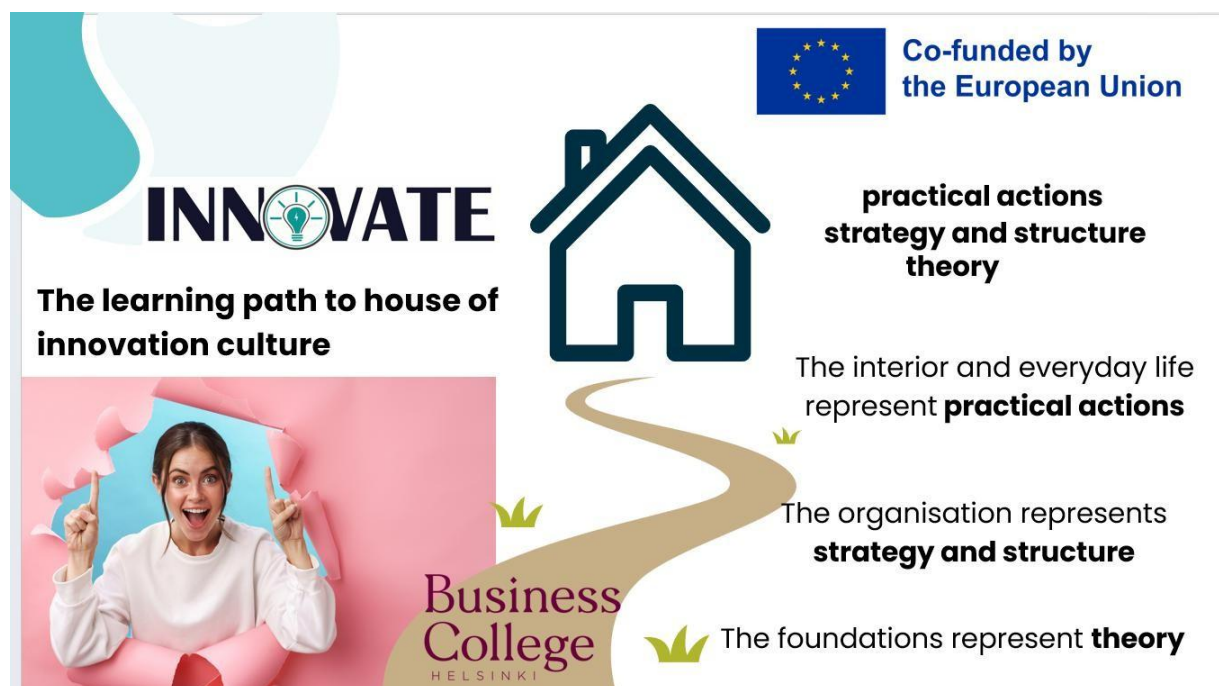 Co-funded by
the European Union
INNOVATE
The learning path to house of
innovation culture
practical actions
strategy and structure
theory
The interior and everyday life
represent practical actions
The organisation represents
strategy and structure
The foundations represent theory
Business
College
HELSINKI